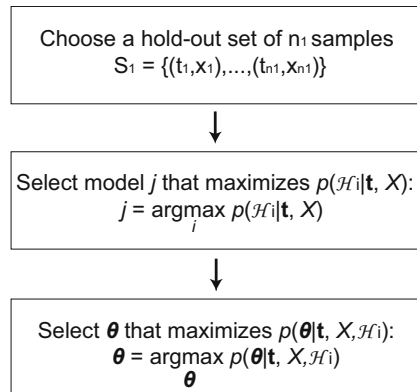 Choose a hold-out set of n₁ samples
S₁ = {(t₁,x₁),...,(tₙ₁,xₙ₁)}
Select model j that maximizes p(ℋᵢ|t, X):
j = argmax p(ℋᵢ|t, X)
i
Select θ that maximizes p(θ|t, X,ℋᵢ):
θ = argmax p(θ|t, X,ℋᵢ)
θ